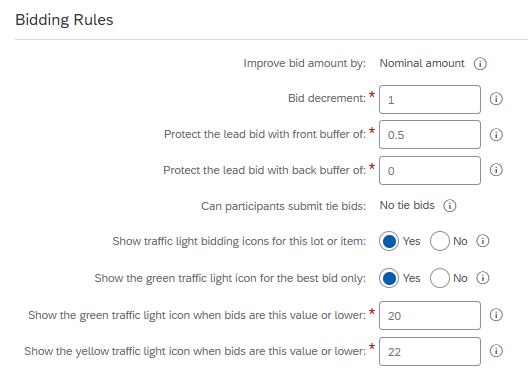 Bidding Rules
Improve bid amount by: Nominal amount
Bid decrement: * 1
Protect the lead bid with front buffer of: * 0.5
Protect the lead bid with back buffer of: * 0
Can participants submit tie bids: No tie bids
Show traffic light bidding icons for this lot or item: Yes No
Show the green traffic light icon for the best bid only: Yes No
Show the green traffic light icon when bids are this value or lower: * 20
Show the yellow traffic light icon when bids are this value or lower: * 22